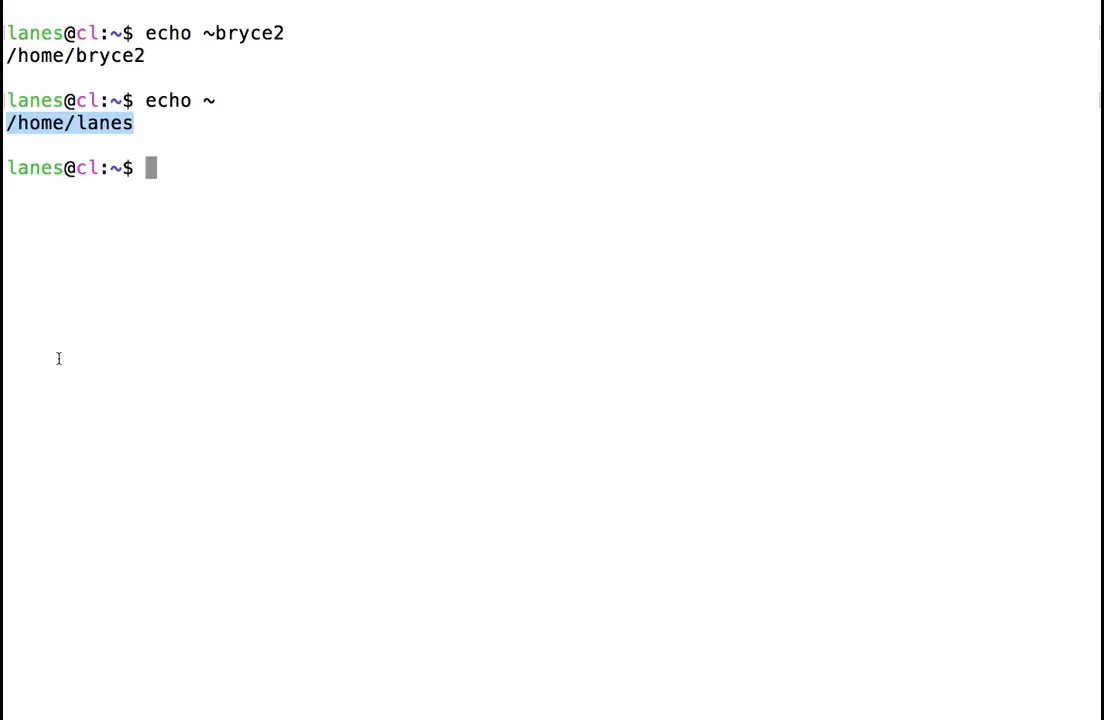 lanes@cl:~$ echo ~bryce2
/home/bryce2
lanes@cl:~$ echo ~
/home/lanes
lanes@cl:~$